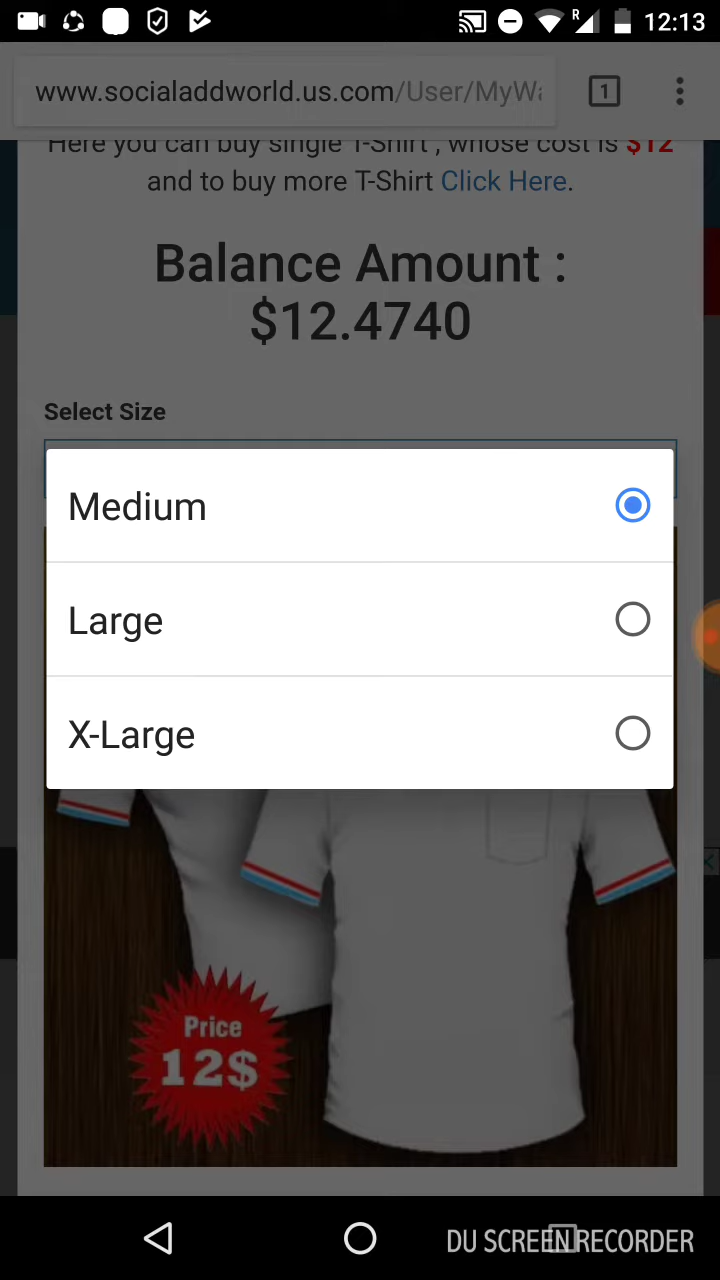 12:13
www.socialaddworld.us.com/User/MyWa
1
Here you can buy single T-Shirt , whose cost is $12
and to buy more T-Shirt Click Here.
Balance Amount :
$12.4740
Select Size
Medium
Large
X-Large
Price
12$
DU SCREEN RECORDER